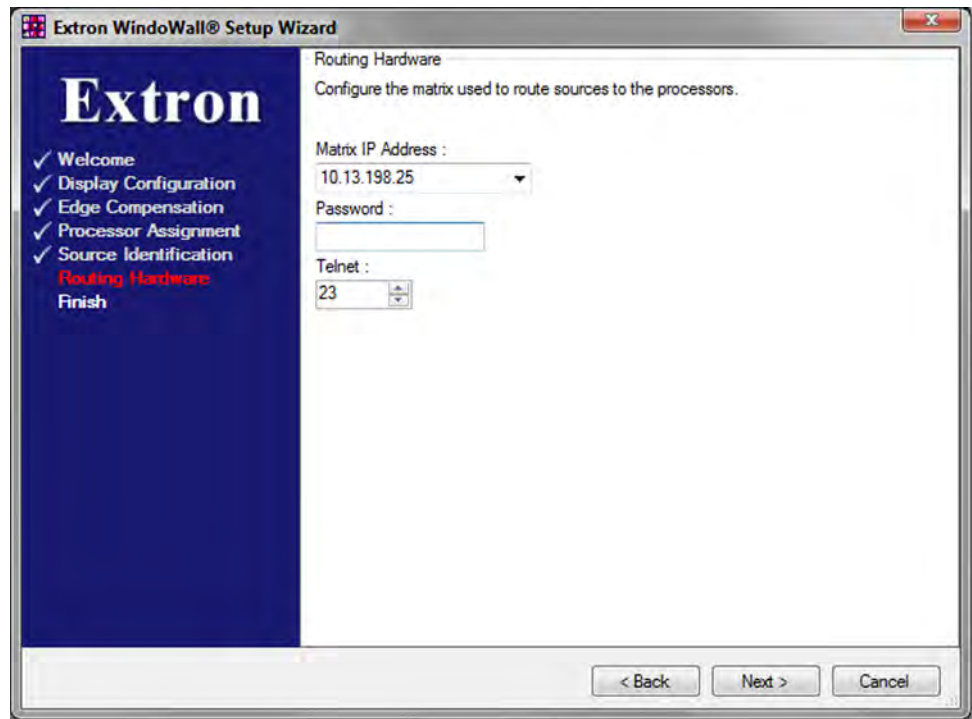 Extron WindoWall® Setup Wizard
Extron
Welcome
Display Configuration
Edge Compensation
Processor Assignment
Source Identification
Routing Hardware
Finish
Routing Hardware
Configure the matrix used to route sources to the processors.
Matrix IP Address :
10.13.198.25
Password :
Telnet :
23
< Back
Next >
Cancel